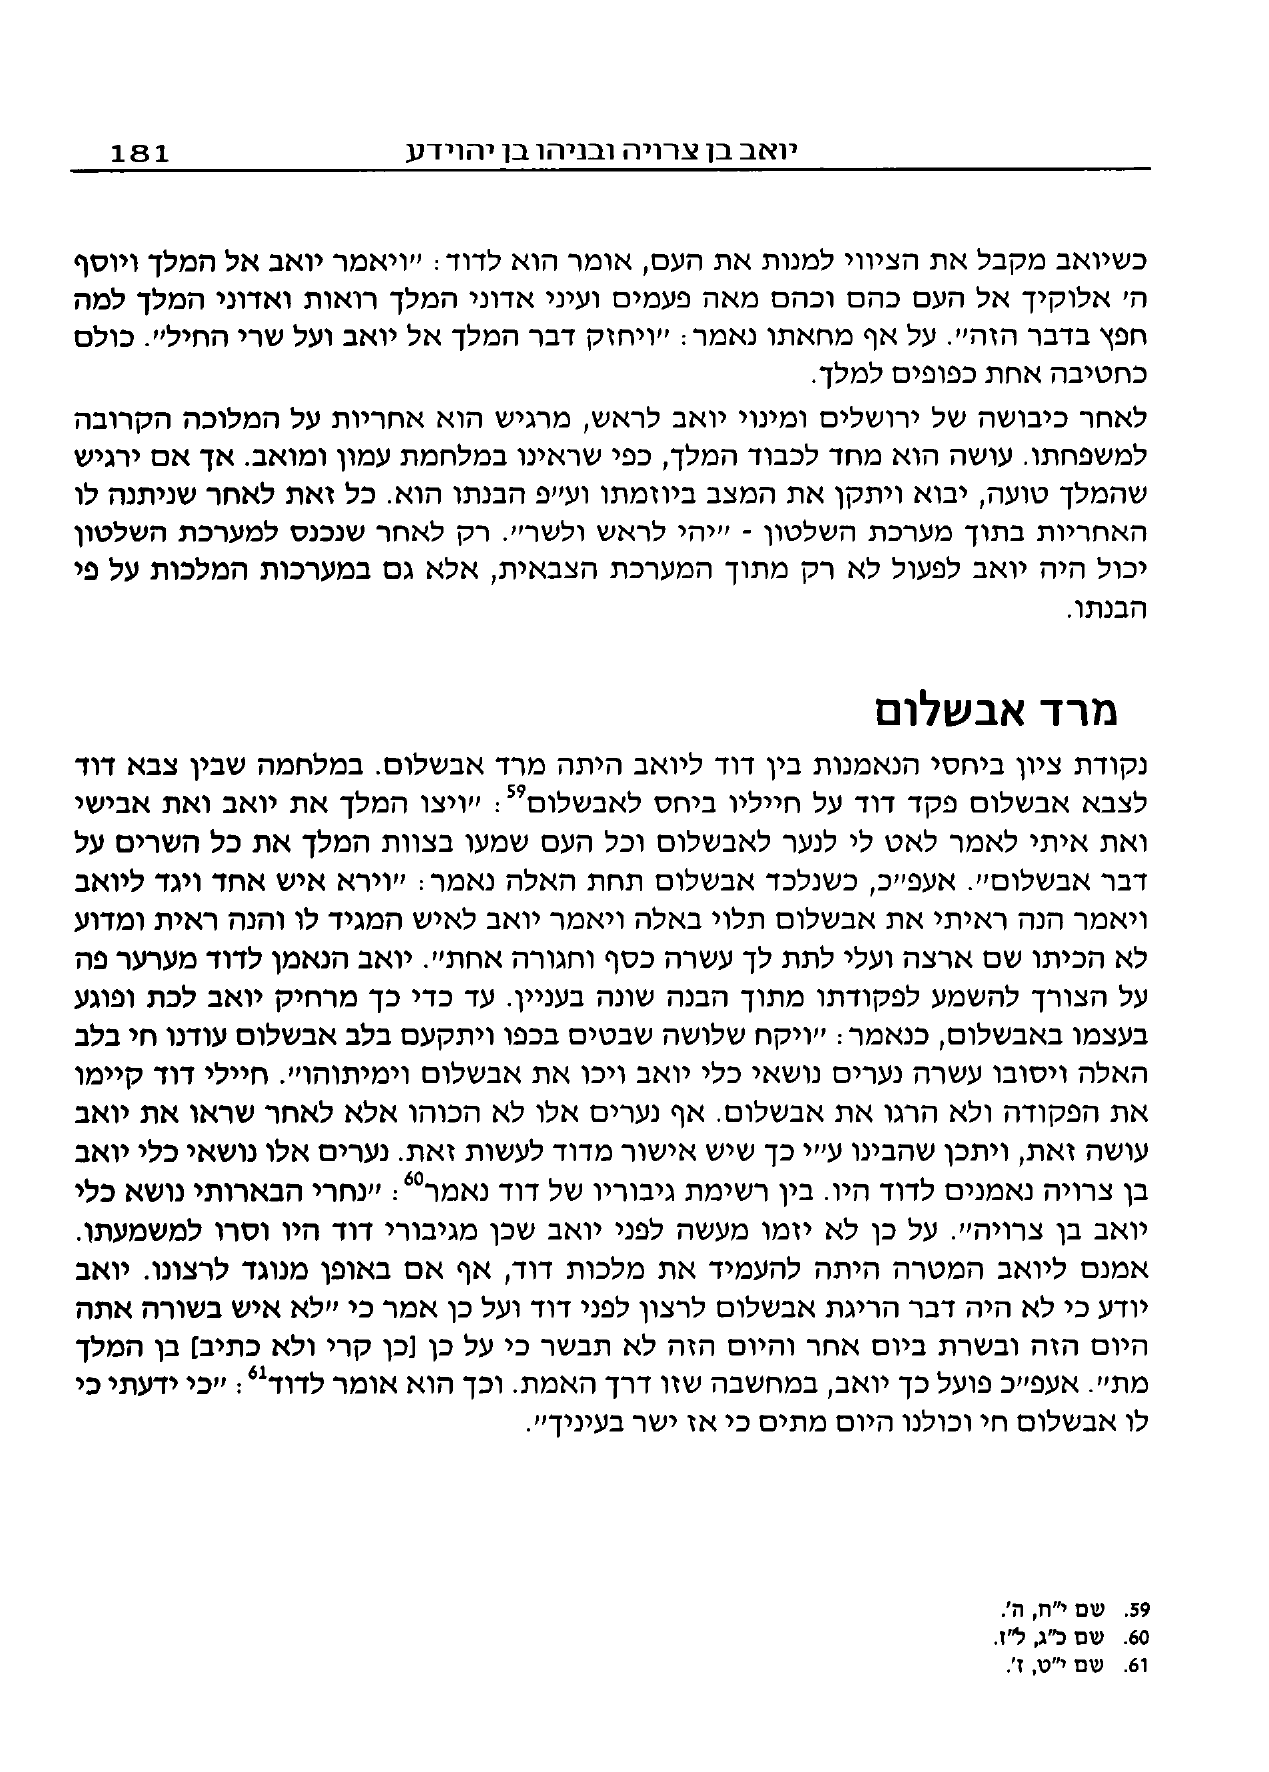 יואב בן צרויה ובניהו בן יהוידע 181
כשיואב מקבל את הציווי למנות את העם, אומר הוא לדוד: "ויאמר יואב אל המלך ויוסף
ה' אלוקיך אל העם כהם וכהם מאה פעמים ועיני אדוני המלך רואות ואדוני המלך למה
חפץ בדבר הזה". על אף מחאתו נאמר: "ויחזק דבר המלך אל יואב ועל שרי החיל". כולם
כחטיבה אחת כפופים למלך.
לאחר כיבושה של ירושלים ומינוי יואב לראש, מרגיש הוא אחריות על המלוכה הקרובה
למשפחתו. עושה הוא מחד לכבוד המלך, כפי שראינו במלחמת עמון ומואב. אך אם ירגיש
שהמלך טועה, יבוא ויתקן את המצב ביוזמתו וע"פ הבנתו הוא. כל זאת לאחר שניתנה לו
האחריות בתוך מערכת השלטון - "יהי לראש ולשר". רק לאחר שנכנס למערכת השלטון
יכול היה יואב לפעול לא רק מתוך המערכת הצבאית, אלא גם במערכות המלכות על פי
הבנתו.
מרד אבשלום
נקודת ציון ביחסי הנאמנות בין דוד ליואב היתה מרד אבשלום. במלחמה שבין צבא דוד
לצבא אבשלום פקד דוד על חייליו ביחס לאבשלום59: "ויצו המלך את יואב ואת אבישי
ואת איתי לאמר לאט לי לנער לאבשלום וכל העם שמעו בצוות המלך את כל השרים על
דבר אבשלום". אעפ"כ, כשנלכד אבשלום תחת האלה נאמר: "וירא איש אחד ויגד ליואב
ויאמר הנה ראיתי את אבשלום תלוי באלה ויאמר יואב לאיש המגיד לו והנה ראית ומדוע
לא הכיתו שם ארצה ועלי לתת לך עשרה כסף וחגורה אחת". יואב הנאמן לדוד מערער פה
על הצורך להשמע לפקודתו מתוך הבנה שונה בעניין. עד כדי כך מרחיק יואב לכת ופוגע
בעצמו באבשלום, כנאמר: "ויקח שלושה שבטים בכפו ויתקעם בלב אבשלום עודנו חי בלב
האלה ויסובו עשרה נערים נושאי כלי יואב ויכו את אבשלום וימיתוהו". חיילי דוד קיימו
את הפקודה ולא הרגו את אבשלום. אף נערים אלו לא הכוהו אלא לאחר שראו את יואב
עושה זאת, ויתכן שהבינו ע"י כך שיש אישור מדוד לעשות זאת. נערים אלו נושאי כלי יואב
בן צרויה נאמנים לדוד היו. בין רשימת גיבוריו של דוד נאמר60: "נחרי הבארותי נושא כלי
יואב בן צרויה". על כן לא יזמו מעשה לפני יואב שכן מגיבורי דוד היו וסרו למשמעתו.
אמנם ליואב המטרה היתה להעמיד את מלכות דוד, אף אם באופן מנוגד לרצונו. יואב
יודע כי לא היה דבר הריגת אבשלום לרצון לפני דוד ועל כן אמר כי "לא איש בשורה אתה
היום הזה ובשרת ביום אחר והיום הזה לא תבשר כי על כן [כן קרי ולא כתיב] בן המלך
מת". אעפ"כ פועל כך יואב, במחשבה שזו דרך האמת. וכך הוא אומר לדוד61: "כי ידעתי כי
לו אבשלום חי וכולנו היום מתים כי אז ישר בעיניך".
59. שם י"ח, ה'.
60. שם כ"ג, ל"ז.
61. שם י"ט, ז'.